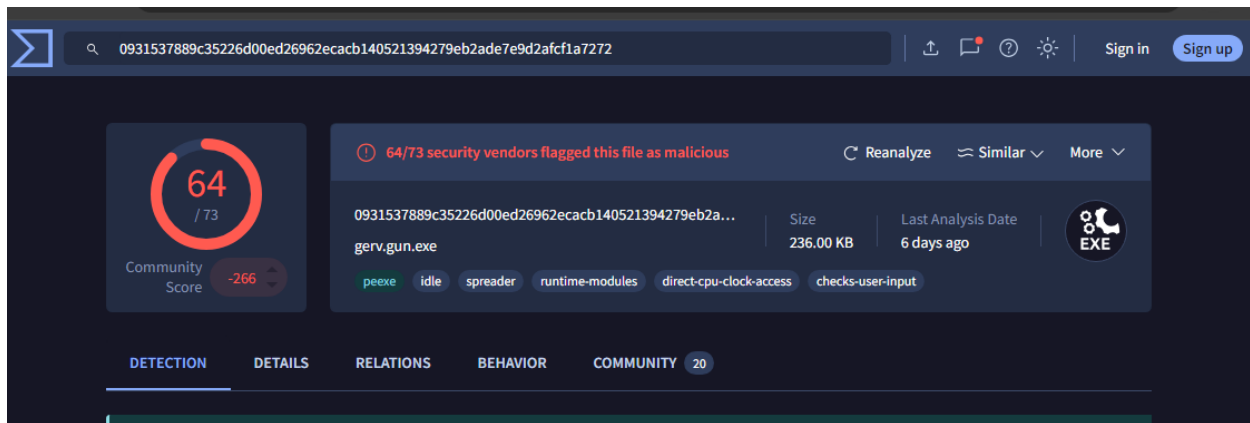 0931537889c35226d00ed26962ecacb140521394279eb2ade7e9d2afcf1a7272
Sign in
Sign up
64
/ 73
Community
Score
-266
64/73 security vendors flagged this file as malicious
Reanalyze
Similar
More
0931537889c35226d00ed26962ecacb140521394279eb2a...
gerv.gun.exe
Size
236.00 KB
Last Analysis Date
6 days ago
EXE
peexe idle spreader runtime-modules direct-cpu-clock-access checks-user-input
DETECTION DETAILS RELATIONS BEHAVIOR COMMUNITY 20